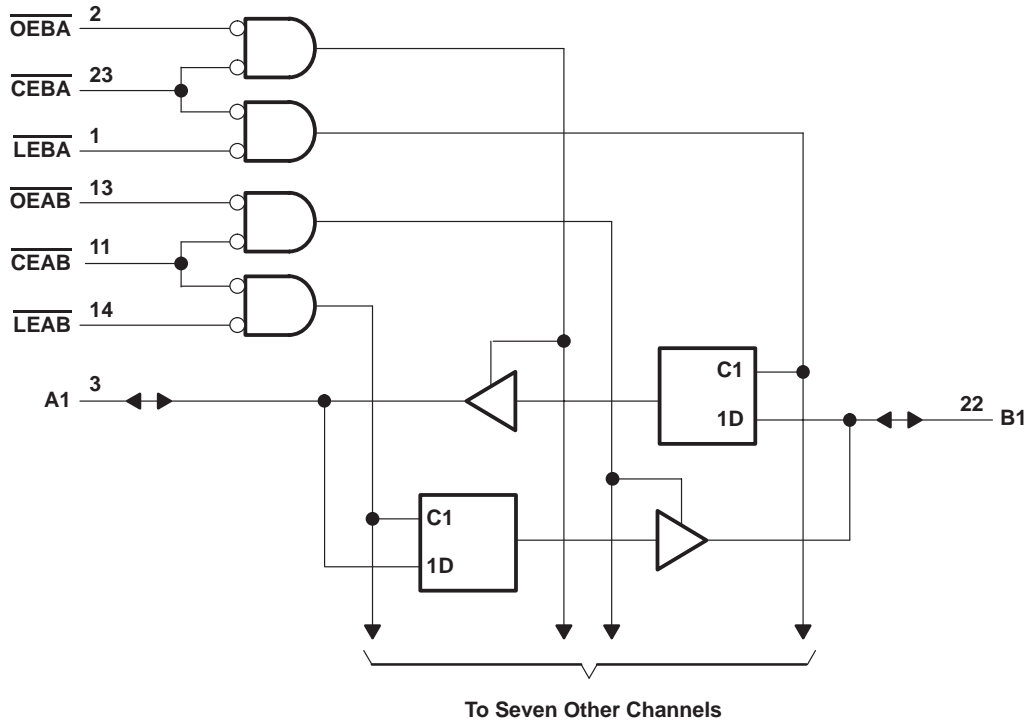 OEBA 2
CEBA 23
LEBA 1
OEAB 13
CEAB 11
LEAB 14
A1 3
C1
1D
22 B1
C1
1D
To Seven Other Channels